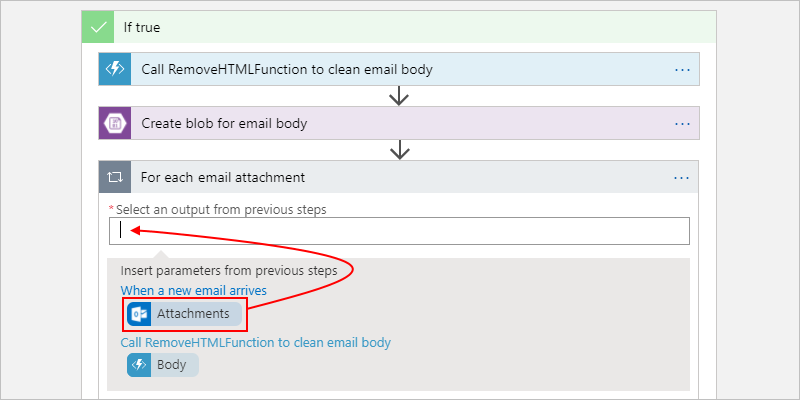 If true
Call RemoveHTMLFunction to clean email body
Create blob for email body
For each email attachment
*Select an output from previous steps
Insert parameters from previous steps
When a new email arrives
Attachments
Call RemoveHTMLFunction to clean email body
Body